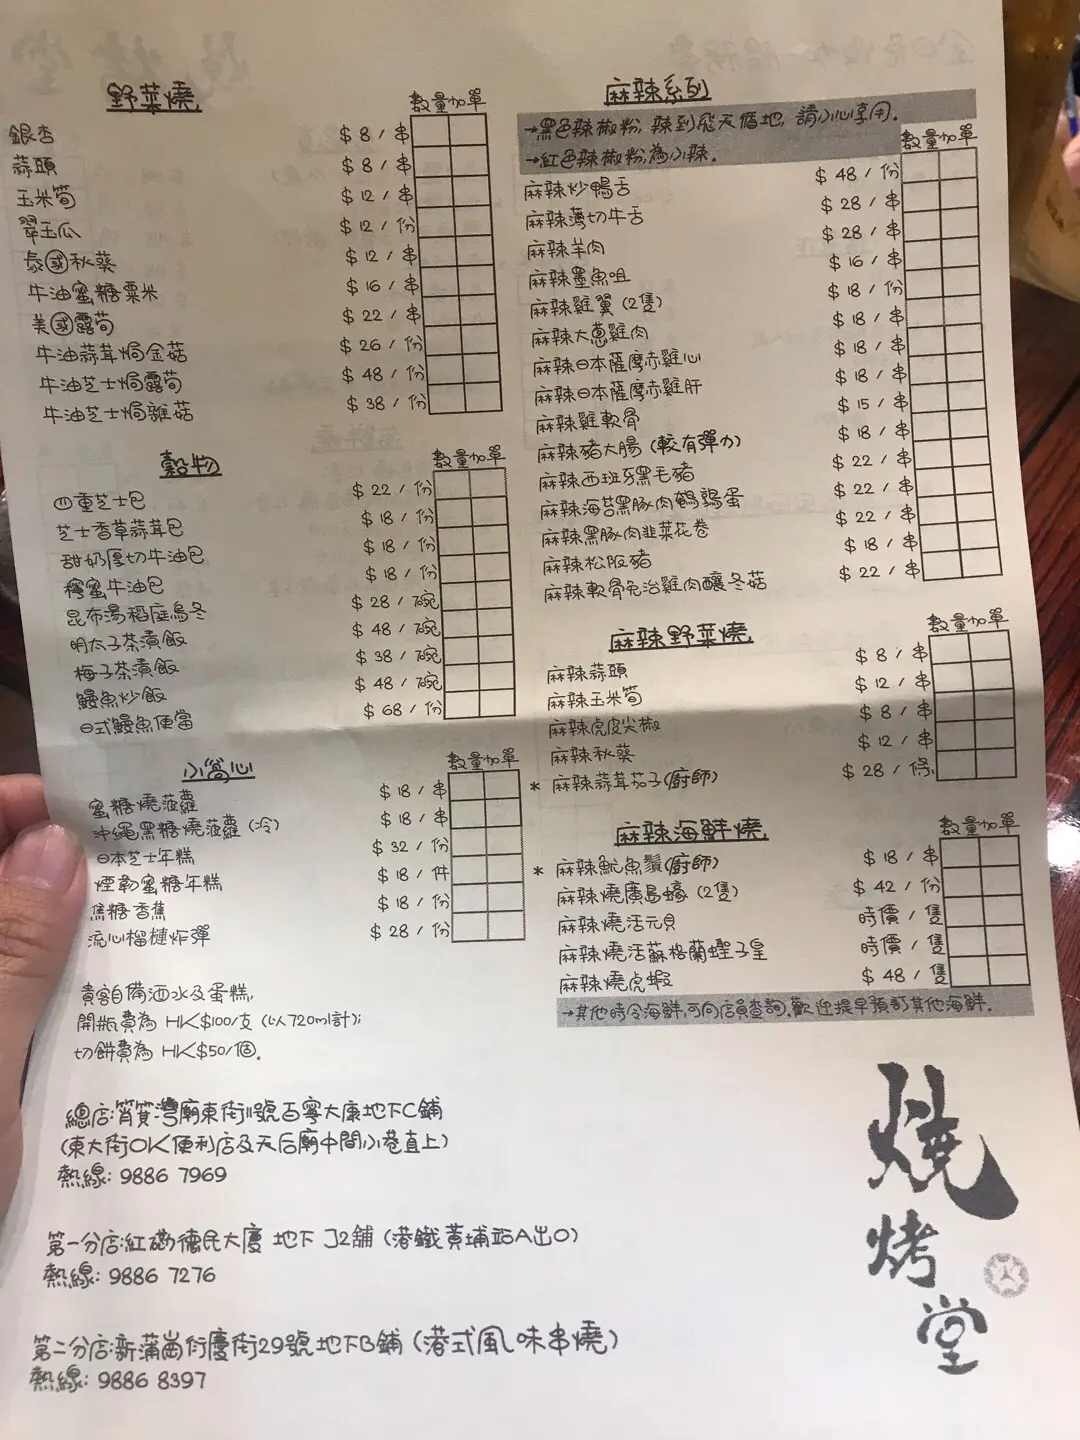 野菜燒 數量加單
銀杏 $8/串
蒜頭 $8/串
玉米筍 $12/串
翠玉瓜 $12/份
泰國秋葵 $12/串
牛油蜜糖粟米 $16/串
美國露筍 $22/串
牛油蒜茸焗金菇 $26/份
牛油芝士焗露筍 $48/份
牛油芝士焗雜菇 $38/份
穀物 數量加單
四重芝士包 $22/份
芝士香草蒜茸包 $18/份
甜奶厚切牛油包 $18/份
檸蜜牛油包 $18/份
昆布湯稻庭烏冬 $28/碗
明太子茶漬飯 $48/碗
梅子茶漬飯 $38/碗
鰻魚炒飯 $48/碗
日式鰻魚便當 $68/份
小窩心 數量加單
蜜糖燒菠蘿 $18/串
沖繩黑糖燒菠蘿(冷) $18/串
日本芝士年糕 $32/份
煙韌蜜糖年糕 $18/件
焦糖香蕉 $18/份
流心榴槤炸彈 $28/份
貴客自備酒水及蛋糕,
開瓶費為 HK$100/支 (以720ml計);
切餅費為 HK$50/個.
麻辣系列
→黑色辣椒粉, 辣到飛天循地, 請小心享用.
→紅色辣椒粉,為小辣.
數量加單
麻辣炒鴨舌 $48/份
麻辣薄切牛舌 $28/串
麻辣羊肉 $28/串
麻辣墨魚咀 $16/串
麻辣雞翼 (2隻) $18/份
麻辣大蔥雞肉 $18/串
麻辣日本薩摩赤雞心 $18/串
麻辣日本薩摩赤雞肝 $18/串
麻辣雞軟骨 $15/串
麻辣豬大腸 (較有彈力) $18/串
麻辣西班牙黑毛豬 $22/串
麻辣海苔黑豚肉鵪鶉蛋 $22/串
麻辣黑豚肉韭菜花卷 $22/串
麻辣松阪豬 $18/串
麻辣軟骨免治雞肉釀冬菇 $22/串
麻辣野菜燒 數量加單
麻辣蒜頭 $8/串
麻辣玉米筍 $12/串
麻辣虎皮尖椒 $8/串
麻辣秋葵 $12/串
* 麻辣蒜茸茄子(廚師) $28/條
麻辣海鮮燒 數量加單
* 麻辣魷魚鬚(廚師) $18/串
麻辣燒廣島蠔 (2隻) $42/份
麻辣燒活元貝 時價/隻
麻辣燒活蘇格蘭蟶子皇 時價/隻
麻辣燒虎蝦 $48/隻
→其他時令海鮮,可向店員查詢.歡迎提早預訂其他海鮮.
總店:筲箕灣廟東街11號百寧大廈地下C舖
(東大街OK便利店及天后廟中間小巷直上)
熱線: 9886 7969
第一分店:紅磡德民大廈 地下 J2舖 (港鐵黃埔站A出口)
熱線: 9886 7276
第二分店:新蒲崗衍慶街29號地下B舖 (港式風味串燒)
熱線: 9886 8397
燒烤堂